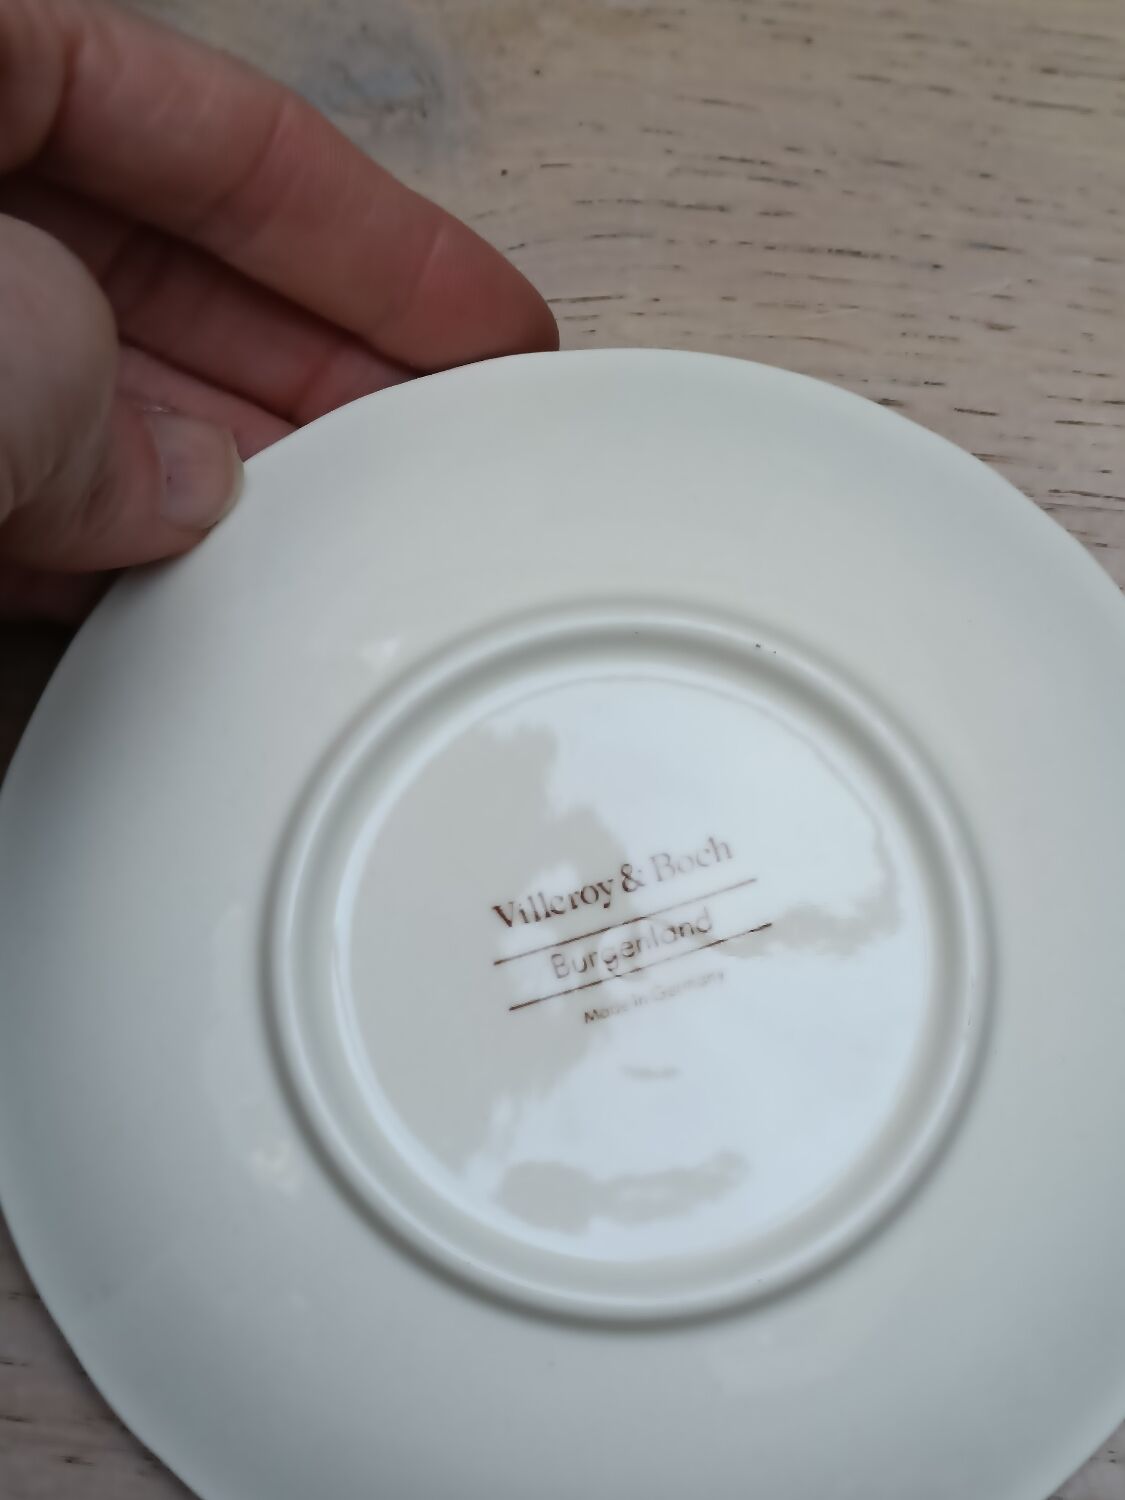 Villeroy & Boch
Burgenland
Made in Germany